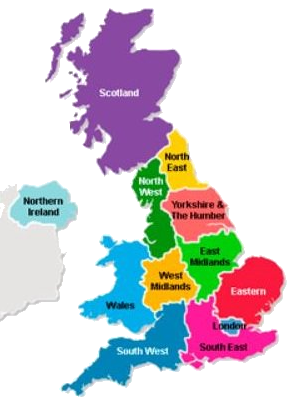 Scotland
North
East
North
West
Northern
Ireland
Yorkshire &
The Humber
East
Midlands
West
Midlands
Eastern
Wales
London
South West
South East